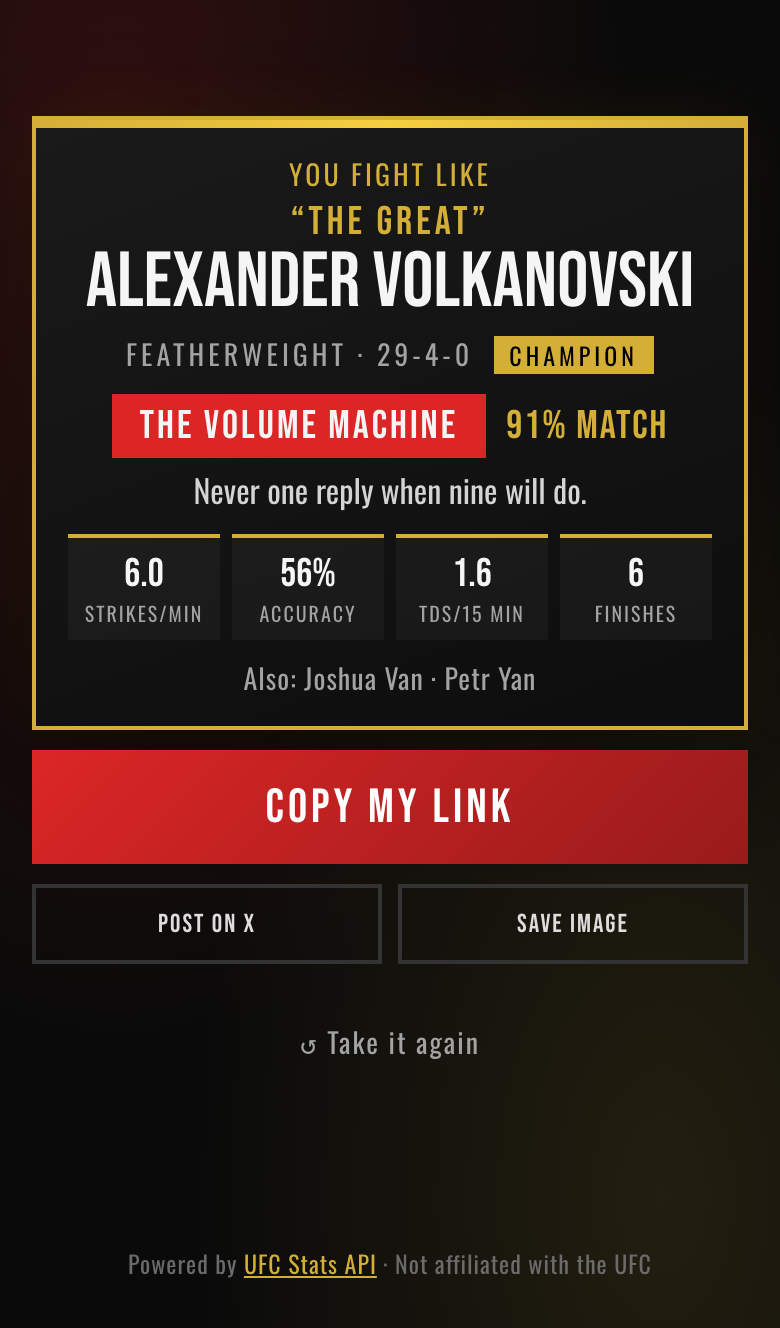 YOU FIGHT LIKE
“THE GREAT”
ALEXANDER VOLKANOVSKI
FEATHERWEIGHT · 29-4-0 CHAMPION
THE VOLUME MACHINE 91% MATCH
Never one reply when nine will do.
6.0 56% 1.6 6
STRIKES/MIN ACCURACY TDS/15 MIN FINISHES
Also: Joshua Van · Petr Yan
COPY MY LINK
POST ON X SAVE IMAGE
↺ Take it again
Powered by UFC Stats API · Not affiliated with the UFC